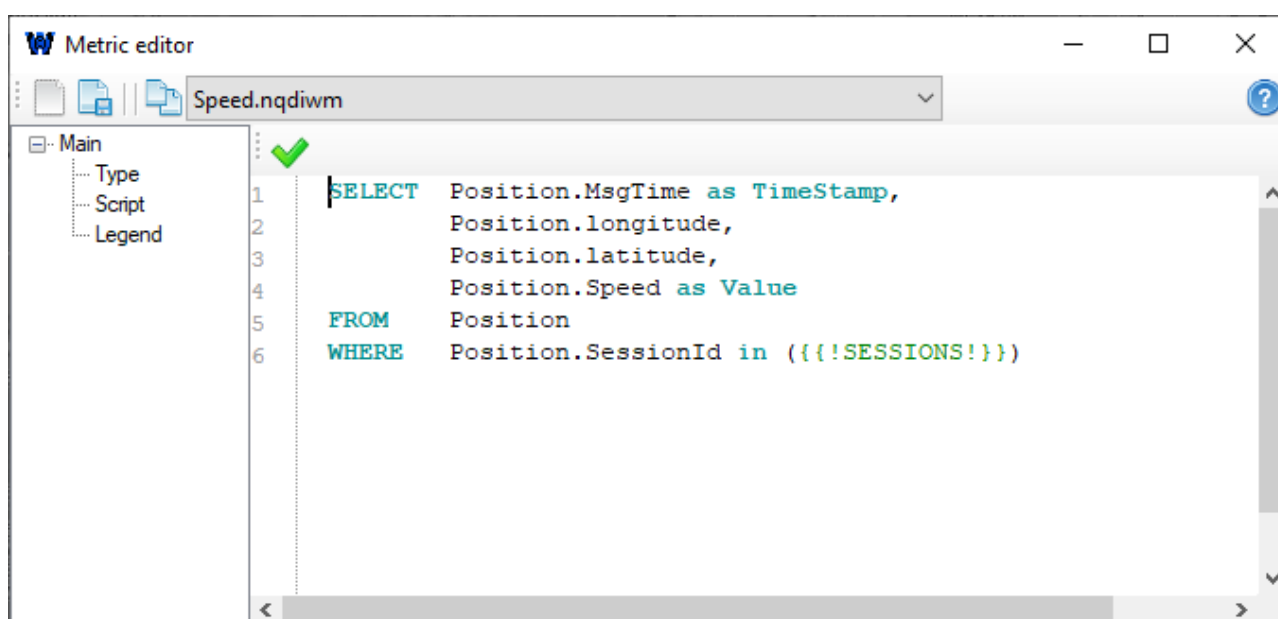 Metric editor
Speed.nqdiwm
Main
Type
Script
Legend
1 SELECT Position.MsgTime as TimeStamp,
2 Position.longitude,
3 Position.latitude,
4 Position.Speed as Value
5 FROM Position
6 WHERE Position.SessionId in ({{!SESSIONS!}})